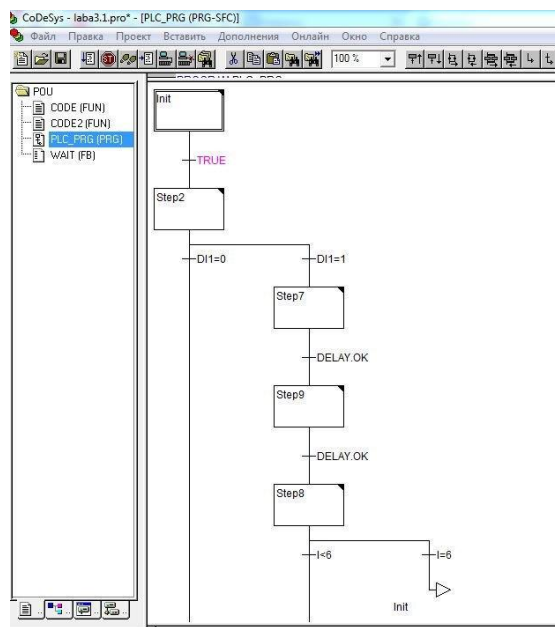 CoDeSys - laba3.1.pro* - [PLC_PRG (PRG-SFC)]
Файл Правка Проект Вставить Дополнения Онлайн Окно Справка
100 %
POU
CODE (FUN)
CODE2 (FUN)
PLC_PRG (PRG)
WAIT (FB)
Init
TRUE
Step2
DI1=0
DI1=1
Step7
DELAY.OK
Step9
DELAY.OK
Step8
I<6
I=6
Init